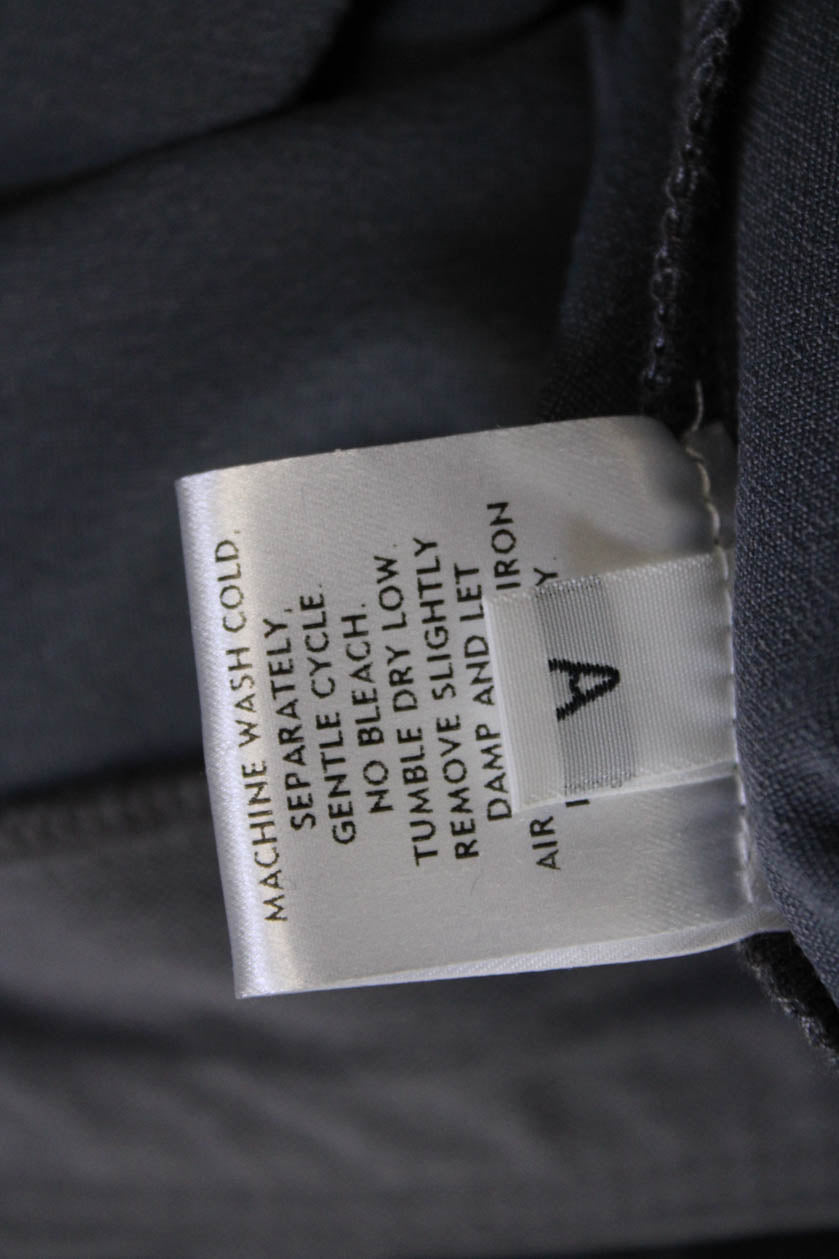 MACHINE WASH COLD,
SEPARATELY,
GENTLE CYCLE.
NO BLEACH.
TUMBLE DRY LOW.
REMOVE SLIGHTLY
DAMP AND LET
AIR IRON
A